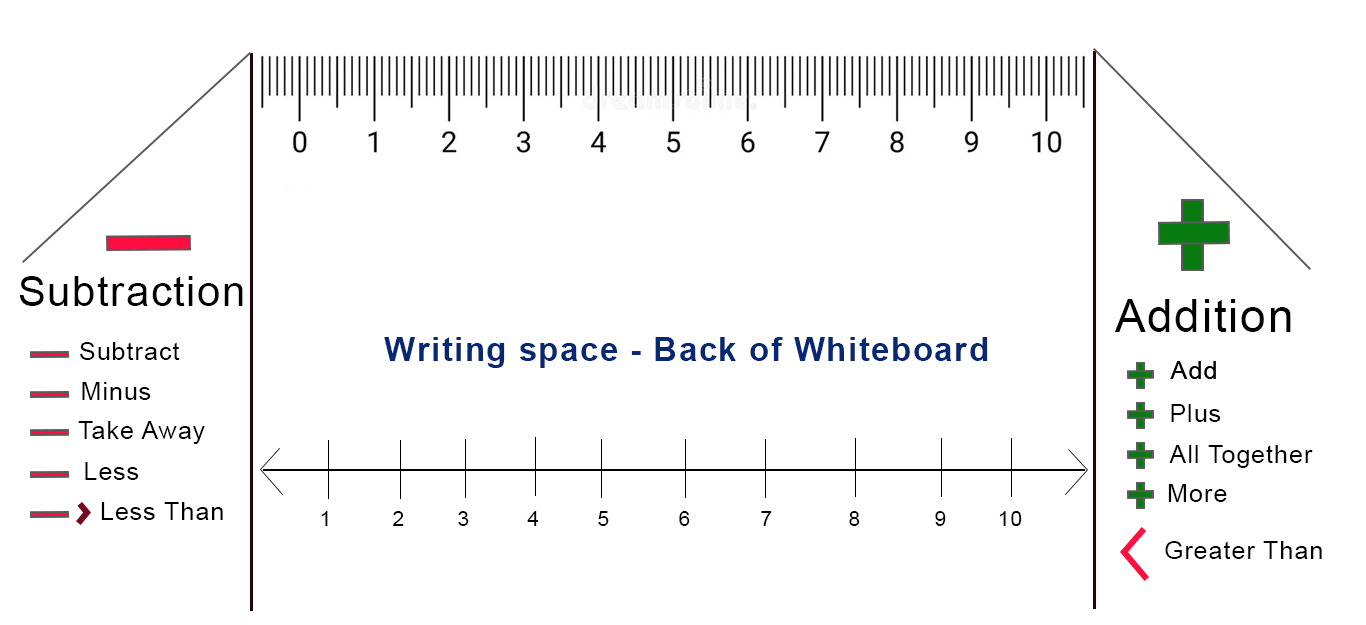 0 1 2 3 4 5 6 7 8 9 10
Subtraction
Subtract
Minus
Take Away
Less
Less Than
Writing space - Back of Whiteboard
1 2 3 4 5 6 7 8 9 10
Addition
Add
Plus
All Together
More
Greater Than